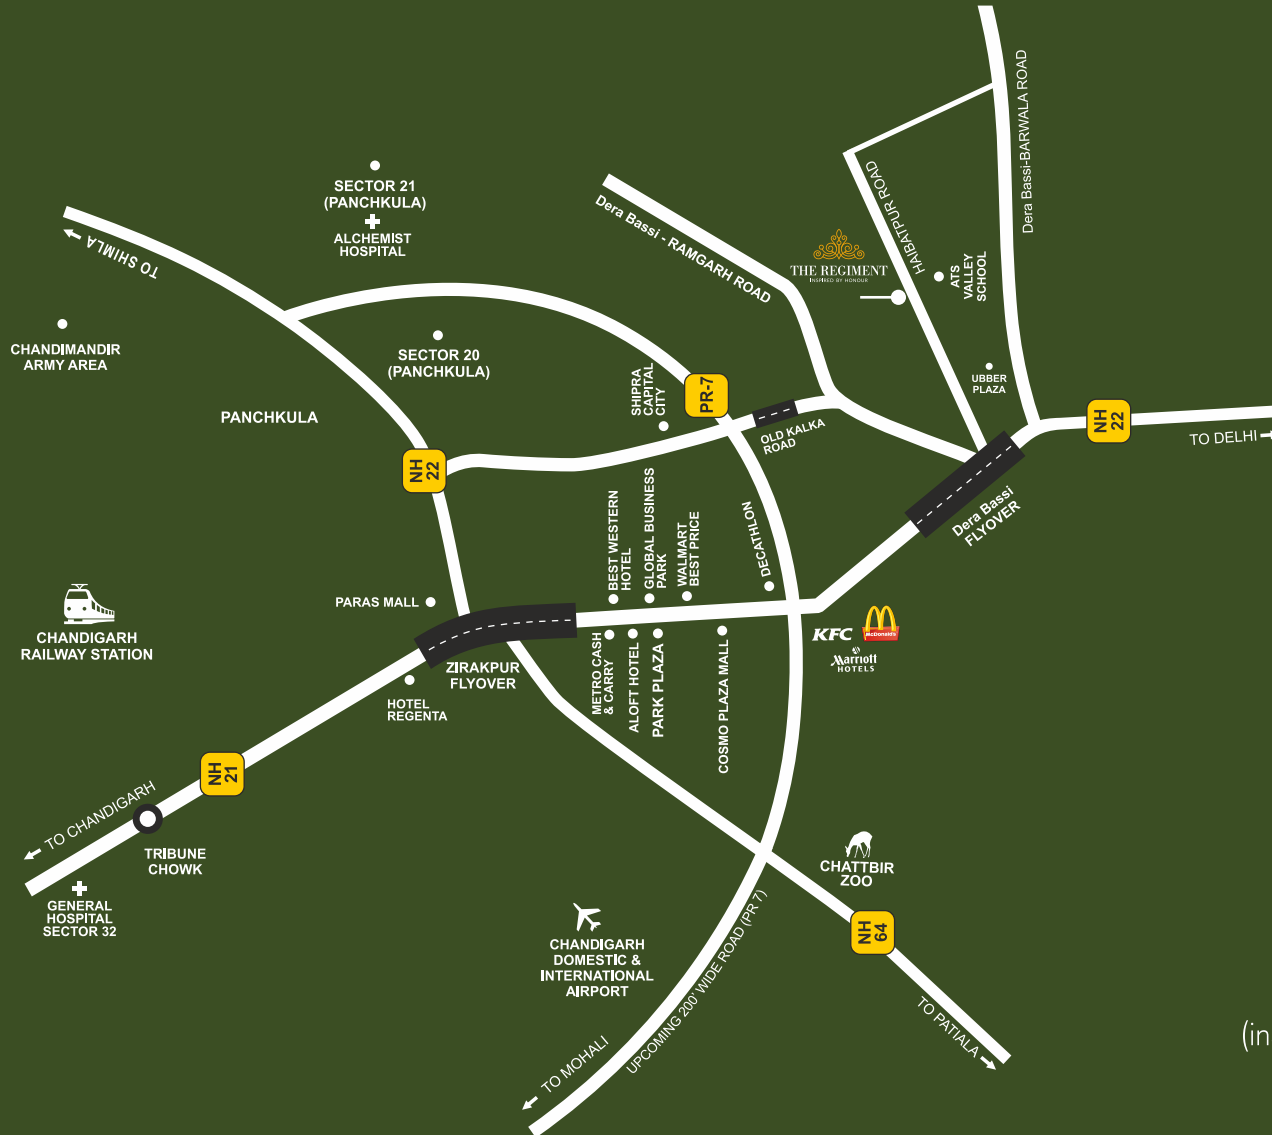 Dera Bassi-BARWALA ROAD
SECTOR 21
(PANCHKULA)
ALCHEMIST
HOSPITAL
Dera Bassi - RAMGARH ROAD
HAIBATPUR ROAD
THE REGIMENT
INSPIRED BY HONOUR
ATS
VALLEY
SCHOOL
TO SHIMLA
CHANDIMANDIR
ARMY AREA
SECTOR 20
(PANCHKULA)
PANCHKULA
SHIPRA
CAPITAL
CITY
PR-7
UBBER
PLAZA
OLD KALKA
ROAD
NH
22
TO DELHI
NH
22
Dera Bassi
FLYOVER
BEST WESTERN
HOTEL
GLOBAL BUSINESS
PARK
WALMART
BEST PRICE
DECATHLON
PARAS MALL
CHANDIGARH
RAILWAY STATION
ZIRAKPUR
FLYOVER
HOTEL
REGENTA
METRO CASH
& CARRY
ALOFT HOTEL
PARK PLAZA
COSMO PLAZA MALL
KFC
McDonald's
Marriott
HOTELS
NH
21
TO CHANDIGARH
TRIBUNE
CHOWK
GENERAL
HOSPITAL
SECTOR 32
CHATTBIR
ZOO
NH
64
CHANDIGARH
DOMESTIC &
INTERNATIONAL
AIRPORT
UPCOMING 200' WIDE ROAD (PR 7)
TO MOHALI
TO PATIALA
(in